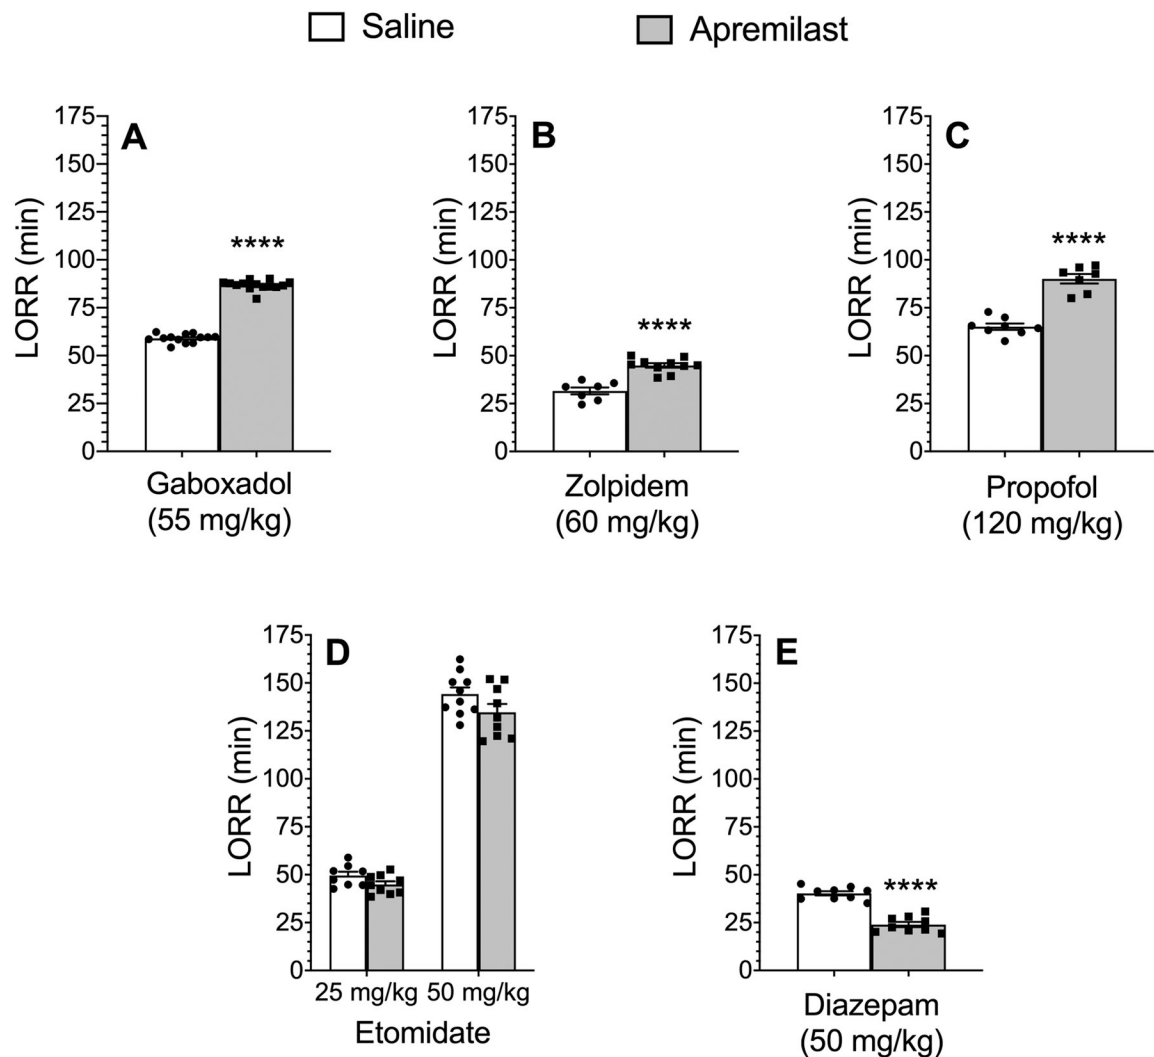 Saline Apremilast
A
LORR (min)
175
150
125
100
75
50
25
0
****
Gaboxadol
(55 mg/kg)
B
LORR (min)
175
150
125
100
75
50
25
0
****
Zolpidem
(60 mg/kg)
C
LORR (min)
175
150
125
100
75
50
25
0
****
Propofol
(120 mg/kg)
D
LORR (min)
175
150
125
100
75
50
25
0
25 mg/kg 50 mg/kg
Etomidate
E
LORR (min)
175
150
125
100
75
50
25
0
****
Diazepam
(50 mg/kg)